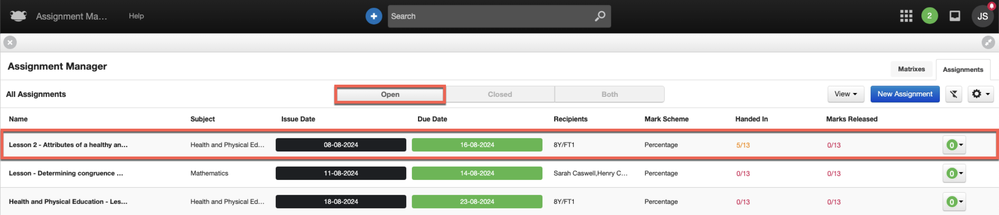 Assignment Ma... Help Search 2 JS
Assignment Manager Matrixes Assignments
All Assignments Open Closed Both View New Assignment
Name Subject Issue Date Due Date Recipients Mark Scheme Handed In Marks Released
Lesson 2 - Attributes of a healthy an... Health and Physical Ed... 08-08-2024 16-08-2024 8Y/FT1 Percentage 5/13 0/13 0
Lesson - Determining congruence ... Mathematics 11-08-2024 14-08-2024 Sarah Caswell,Henry C... Percentage 0/13 0/13 0
Health and Physical Education - Les... Health and Physical Ed... 18-08-2024 23-08-2024 8Y/FT1 Percentage 0/13 0/13 0